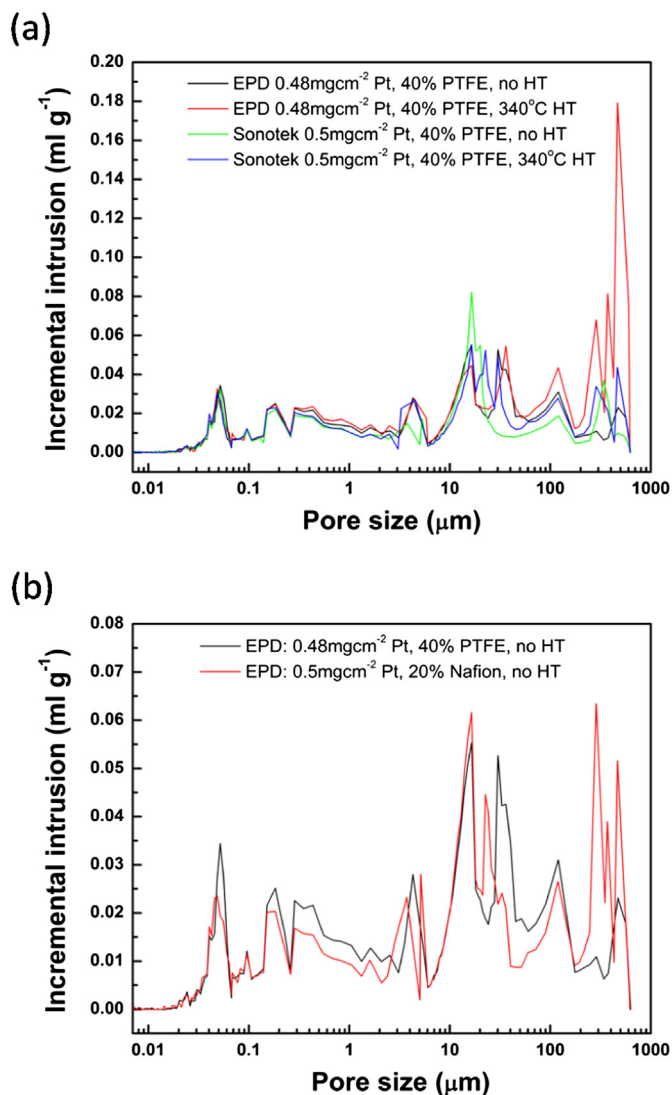 (a)
0.20
0.18
0.16
0.14
0.12
0.10
0.08
0.06
0.04
0.02
0.00
Incremental intrusion (ml g⁻¹)
EPD 0.48mgcm⁻² Pt, 40% PTFE, no HT
EPD 0.48mgcm⁻² Pt, 40% PTFE, 340°C HT
Sonotek 0.5mgcm⁻² Pt, 40% PTFE, no HT
Sonotek 0.5mgcm⁻² Pt, 40% PTFE, 340°C HT
0.01 0.1 1 10 100 1000
Pore size (μm)
(b)
0.08
0.07
0.06
0.05
0.04
0.03
0.02
0.01
0.00
Incremental intrusion (ml g⁻¹)
EPD: 0.48mgcm⁻² Pt, 40% PTFE, no HT
EPD: 0.5mgcm⁻² Pt, 20% Nafion, no HT
0.01 0.1 1 10 100 1000
Pore size (μm)